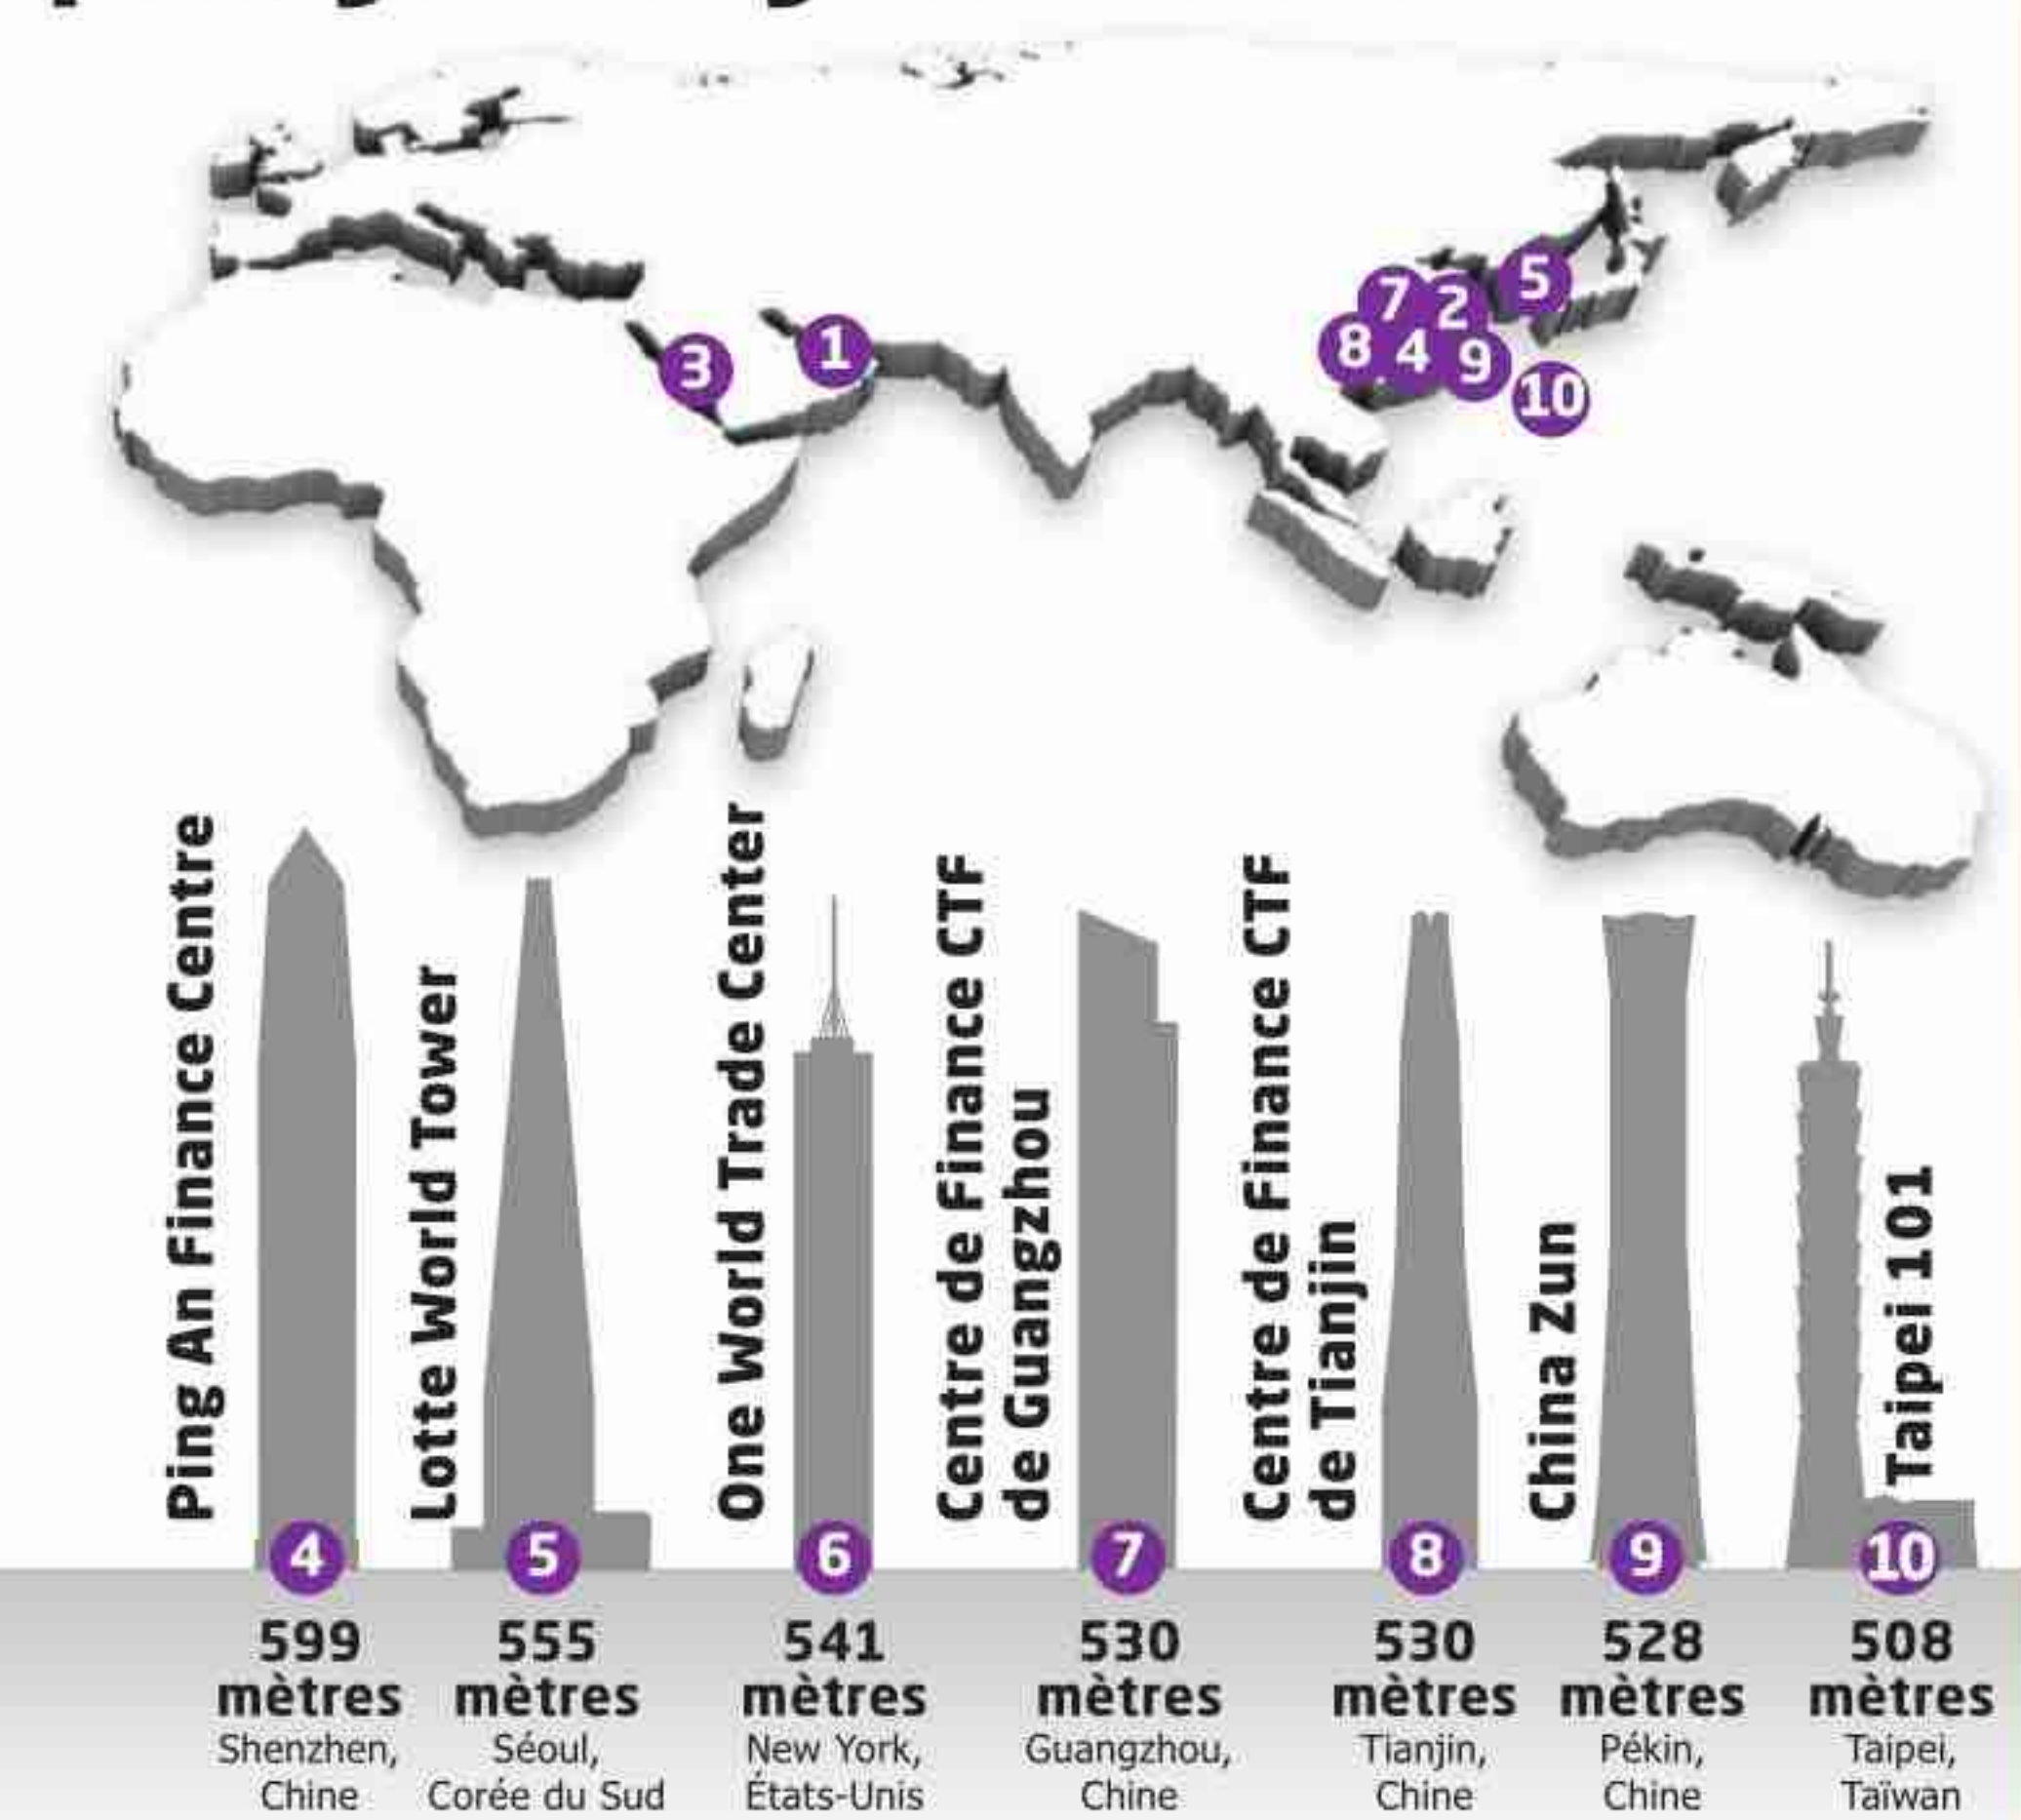 5
7
2
1
8
4
9
3
10
Ping An Finance Centre
Lotte World Tower
One World Trade Center
Centre de Finance CTF
de Guangzhou
Centre de Finance CTF
de Tianjin
China Zun
Taipei 101
4
5
6
7
8
9
10
599
mètres
Shenzhen,
Chine
555
mètres
Séoul,
Corée du Sud
541
mètres
New York,
États-Unis
530
mètres
Guangzhou,
Chine
530
mètres
Tianjin,
Chine
528
mètres
Pékin,
Chine
508
mètres
Taipei,
Taïwan